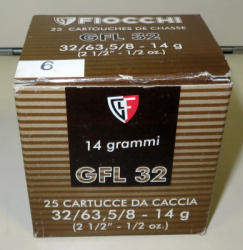 FIOCCHI
25 CARTOUCHES DE CHASSE
GFL 32
32/63,5/8 - 14 g
(2 1/2" - 1/2 oz.)
6
GFL
14 grammi
GFL 32
25 CARTUCCE DA CACCIA
32/63,5/8 - 14 g
(2 1/2" - 1/2 oz.)